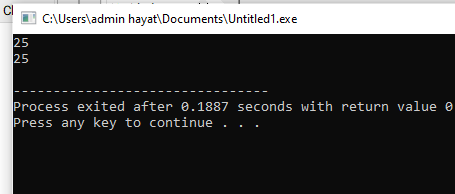 C:\Users\admin hayat\Documents\Untitled1.exe
25
25
--------------------------------
Process exited after 0.1887 seconds with return value 0
Press any key to continue . . .